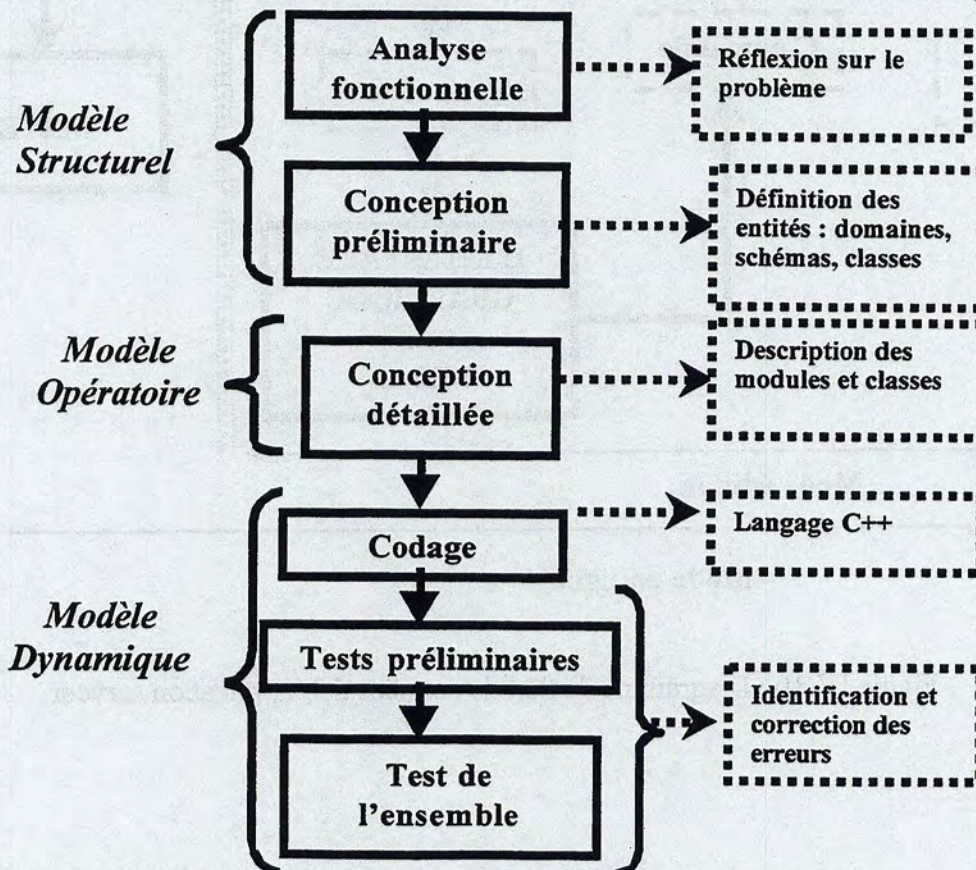 Analyse
fonctionnelle
Réflexion sur le
problème
Modèle
Structurel
Conception
préliminaire
Définition des
entités : domaines,
schémas, classes
Modèle
Opératoire
Conception
détaillée
Description des
modules et classes
Codage
Langage C++
Modèle
Dynamique
Tests préliminaires
Identification et
correction des
erreurs
Test de
l'ensemble